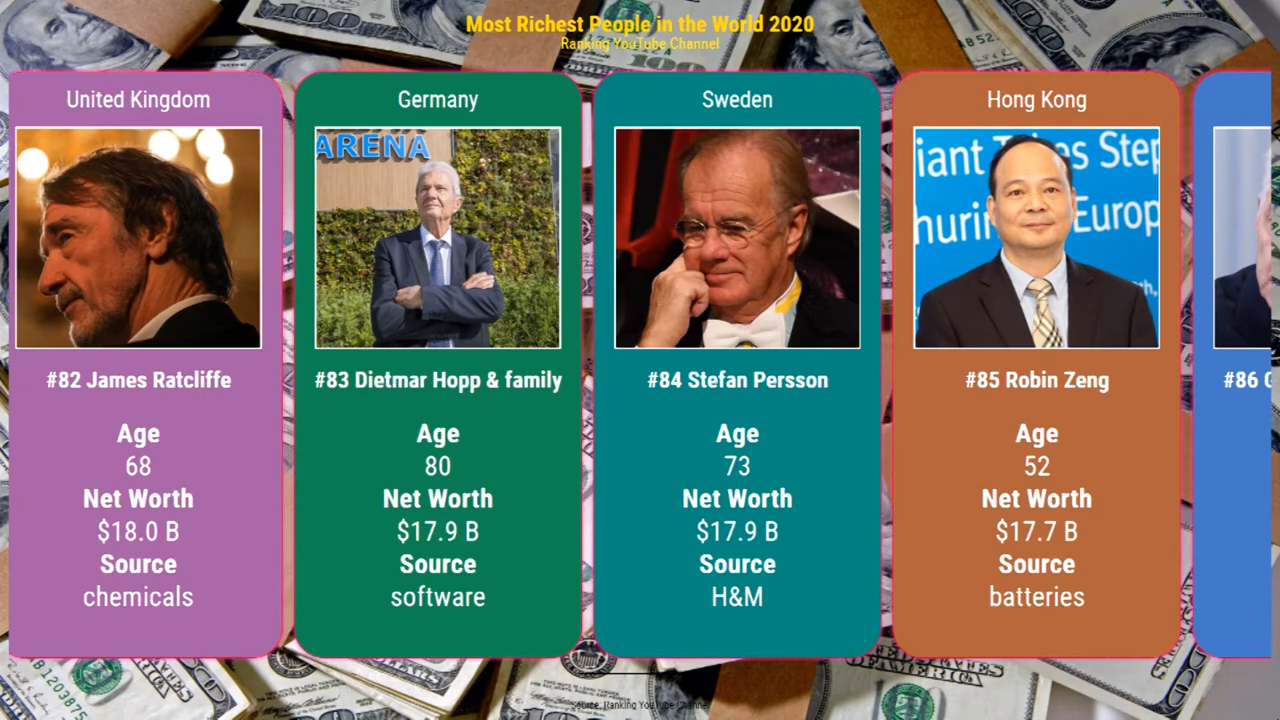 Most Richest People in the World 2020
Ranking YouTube Channel
United Kingdom
#82 James Ratcliffe
Age
68
Net Worth
$18.0 B
Source
chemicals
Germany
ARENA
#83 Dietmar Hopp & family
Age
80
Net Worth
$17.9 B
Source
software
Sweden
#84 Stefan Persson
Age
73
Net Worth
$17.9 B
Source
H&M
Hong Kong
iant Takes Step
huri Europ
#85 Robin Zeng
Age
52
Net Worth
$17.7 B
Source
batteries
#86
Source: Ranking YouTube Channel
100
100